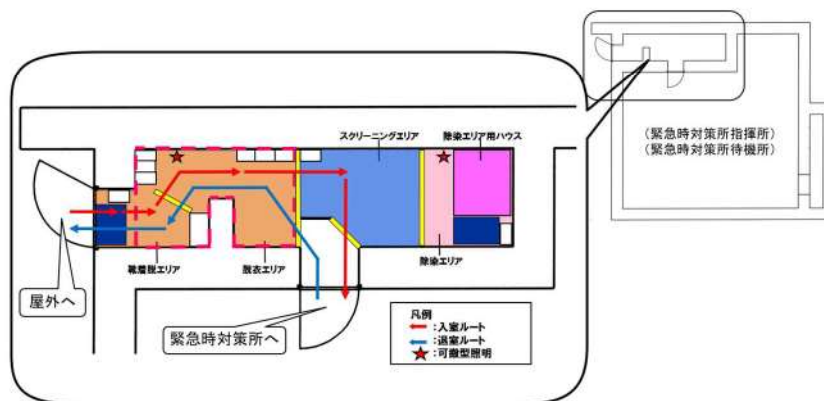 スクリーニングエリア
除染エリア用ハウス
(緊急時対策所指揮所)
(緊急時対策所待機所)
靴着脱エリア
脱衣エリア
除染エリア
屋外へ
緊急時対策所へ
凡例
:入室ルート
:退室ルート
:可搬型照明